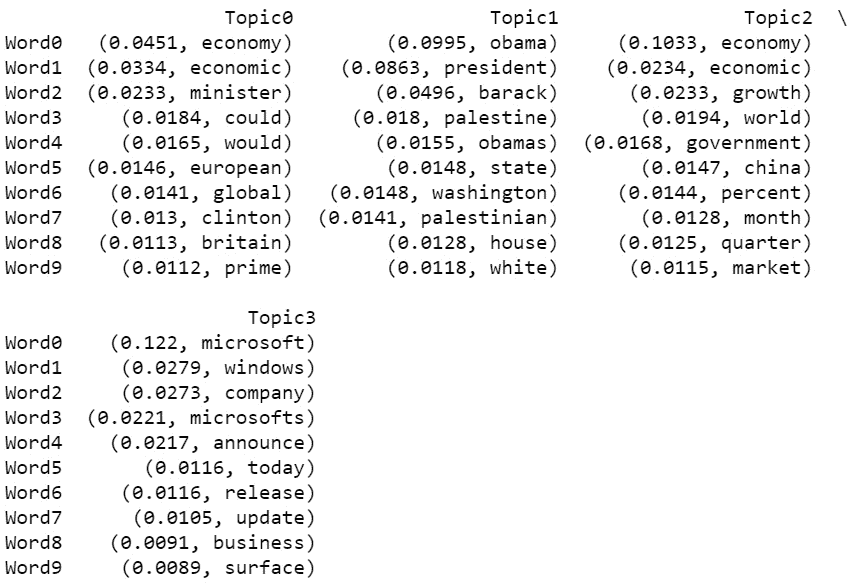 Topic0 Topic1 Topic2 \
Word0 (0.0451, economy) (0.0995, obama) (0.1033, economy)
Word1 (0.0334, economic) (0.0863, president) (0.0234, economic)
Word2 (0.0233, minister) (0.0496, barack) (0.0233, growth)
Word3 (0.0184, could) (0.018, palestine) (0.0194, world)
Word4 (0.0165, would) (0.0155, obamas) (0.0168, government)
Word5 (0.0146, european) (0.0148, state) (0.0147, china)
Word6 (0.0141, global) (0.0148, washington) (0.0144, percent)
Word7 (0.013, clinton) (0.0141, palestinian) (0.0128, month)
Word8 (0.0113, britain) (0.0128, house) (0.0125, quarter)
Word9 (0.0112, prime) (0.0118, white) (0.0115, market)
Topic3
Word0 (0.122, microsoft)
Word1 (0.0279, windows)
Word2 (0.0273, company)
Word3 (0.0221, microsofts)
Word4 (0.0217, announce)
Word5 (0.0116, today)
Word6 (0.0116, release)
Word7 (0.0105, update)
Word8 (0.0091, business)
Word9 (0.0089, surface)